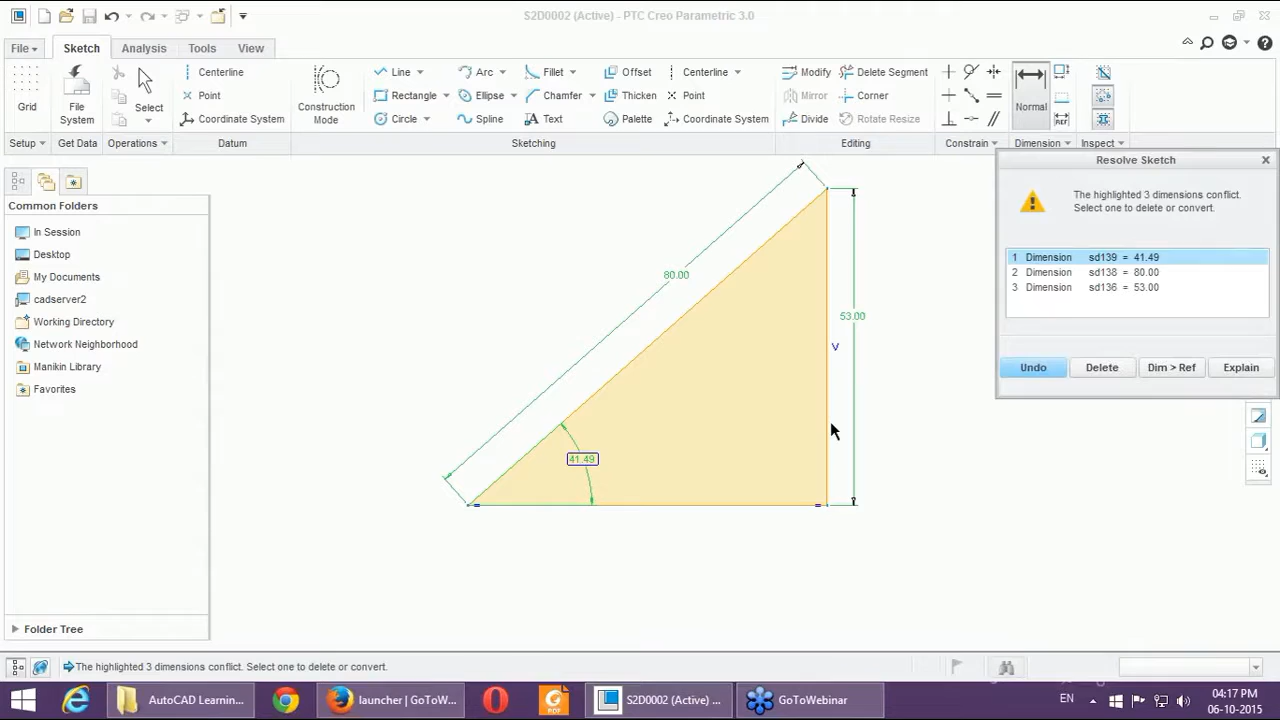 S2D0002 (Active) - PTC Creo Parametric 3.0
File Sketch Analysis Tools View
Grid
File System
Select
Centerline
Point
Coordinate System
Construction Mode
Line Arc Fillet Offset Centerline
Rectangle Ellipse Chamfer Thicken Point
Circle Spline Text Palette Coordinate System
Modify Delete Segment
Mirror Corner
Divide Rotate Resize
Normal
Setup Get Data Operations Datum Sketching Editing Constrain Dimension Inspect
Common Folders
In Session
Desktop
My Documents
cadserver2
Working Directory
Network Neighborhood
Manikin Library
Favorites
Folder Tree
80.00
53.00
V
41.49
Resolve Sketch
The highlighted 3 dimensions conflict.
Select one to delete or convert.
1 Dimension sd139 = 41.49
2 Dimension sd138 = 80.00
3 Dimension sd136 = 53.00
Undo Delete Dim > Ref Explain
The highlighted 3 dimensions conflict. Select one to delete or convert.
AutoCAD Learnin... launcher | GoToW... S2D0002 (Active) ... GoToWebinar
EN
04:17 PM
06-10-2015